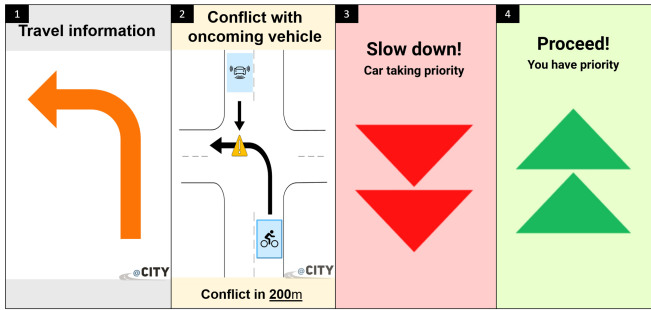 1
Travel information
@CITY
2
Conflict with
oncoming vehicle
@CITY
Conflict in 200m
3
Slow down!
Car taking priority
4
Proceed!
You have priority